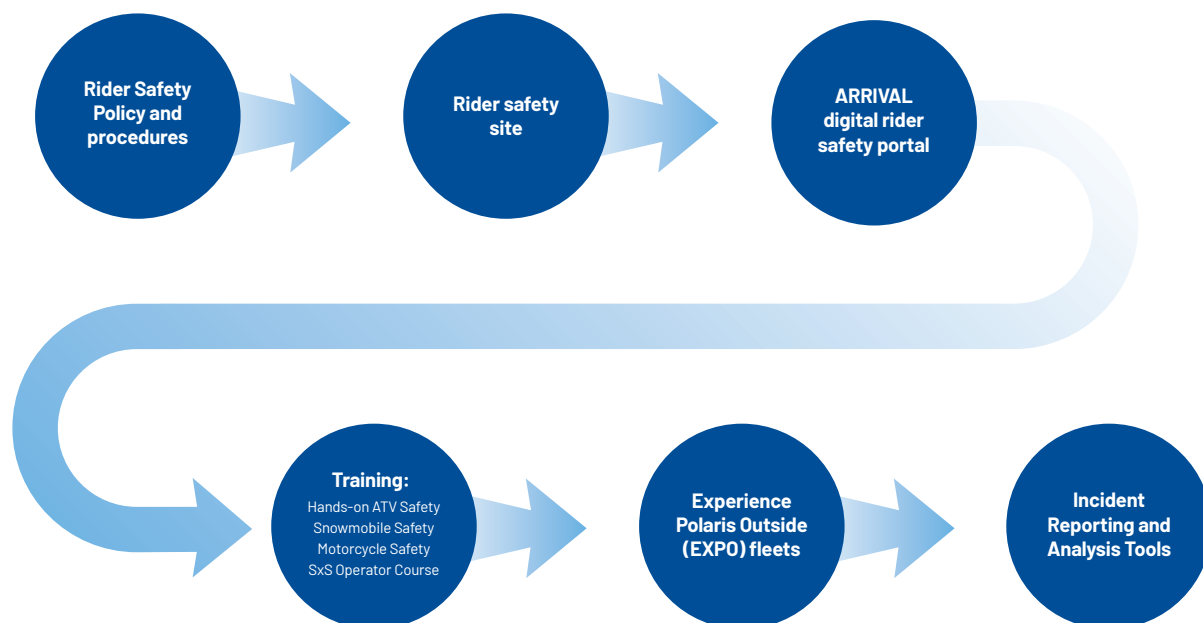 Rider Safety
Policy and
procedures
Rider safety
site
ARRIVAL
digital rider
safety portal
Training:
Hands-on ATV Safety
Snowmobile Safety
Motorcycle Safety
SxS Operator Course
Experience
Polaris Outside
(EXPO) fleets
Incident
Reporting and
Analysis Tools